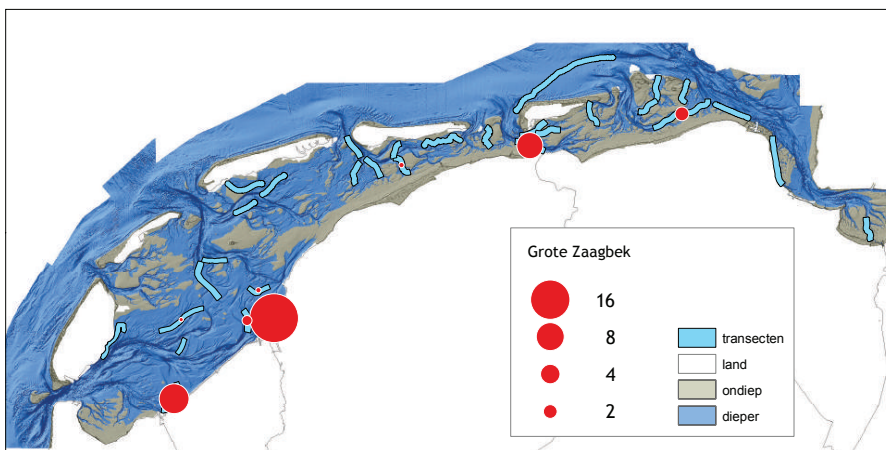 Grote Zaagbek
16
8
4
2
transecten
land
ondiep
dieper